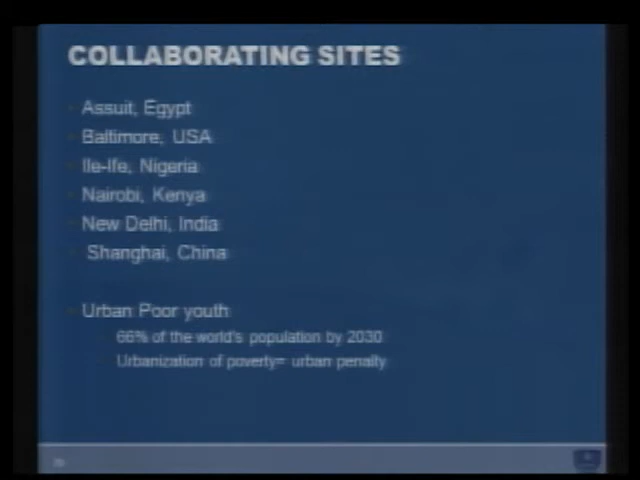 COLLABORATING SITES
Assuit, Egypt
Baltimore, USA
Ile-Ife, Nigeria
Nairobi, Kenya
New Delhi, India
Shanghai, China
Urban Poor youth
66% of the world's population by 2030
Urbanization of poverty= urban penalty